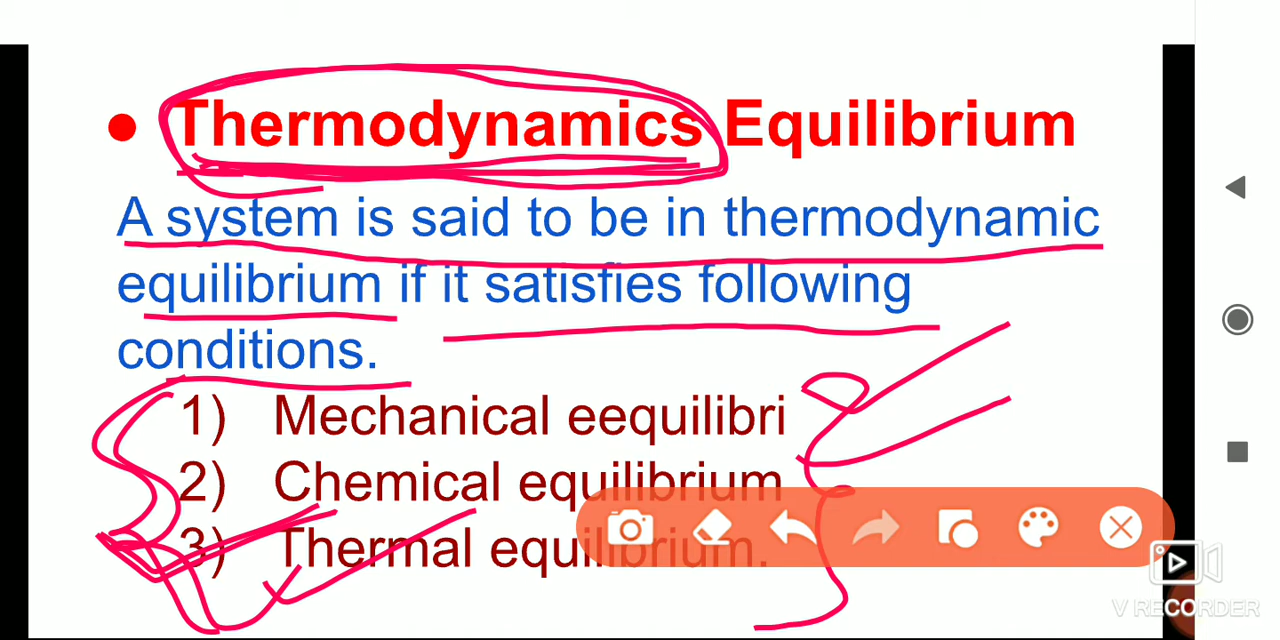 ● Thermodynamics Equilibrium
A system is said to be in thermodynamic
equilibrium if it satisfies following
conditions.
1) Mechanical eequilibri
2) Chemical equilibrium
3) Thermal equilibrium.
V RECORDER